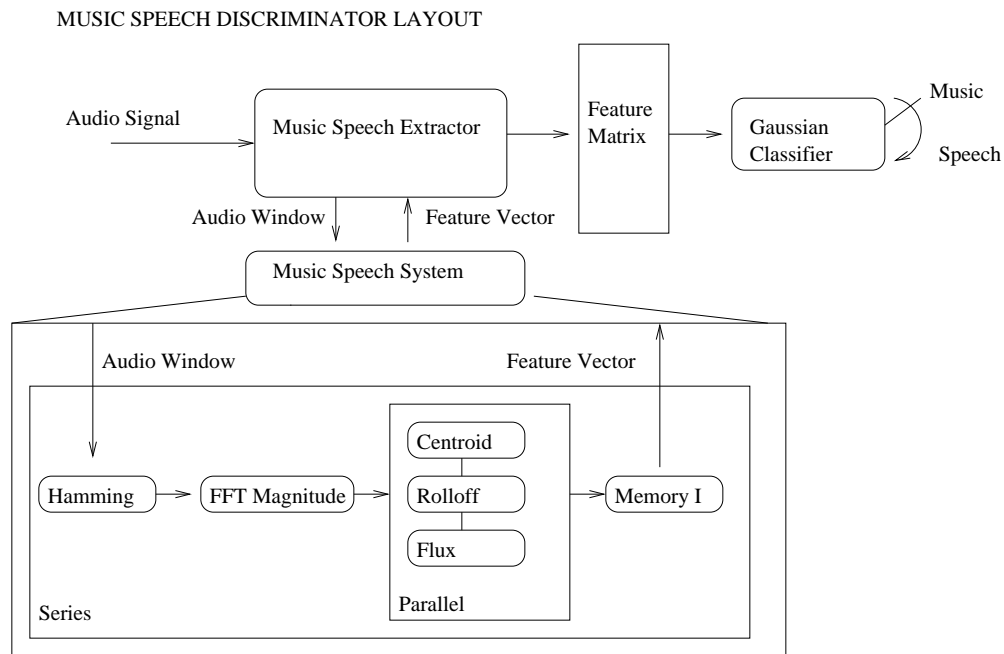 MUSIC SPEECH DISCRIMINATOR LAYOUT
Audio Signal
Music Speech Extractor
Feature
Matrix
Gaussian
Classifier
Music
Speech
Audio Window
Feature Vector
Music Speech System
Audio Window
Feature Vector
Hamming
FFT Magnitude
Centroid
Rolloff
Flux
Memory I
Parallel
Series